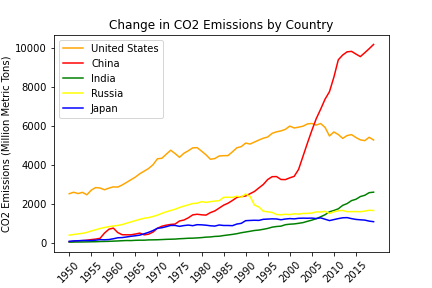 Change in CO2 Emissions by Country
CO2 Emissions (Million Metric Tons)
10000
8000
6000
4000
2000
0
United States
China
India
Russia
Japan
1950
1955
1960
1965
1970
1975
1980
1985
1990
1995
2000
2005
2010
2015